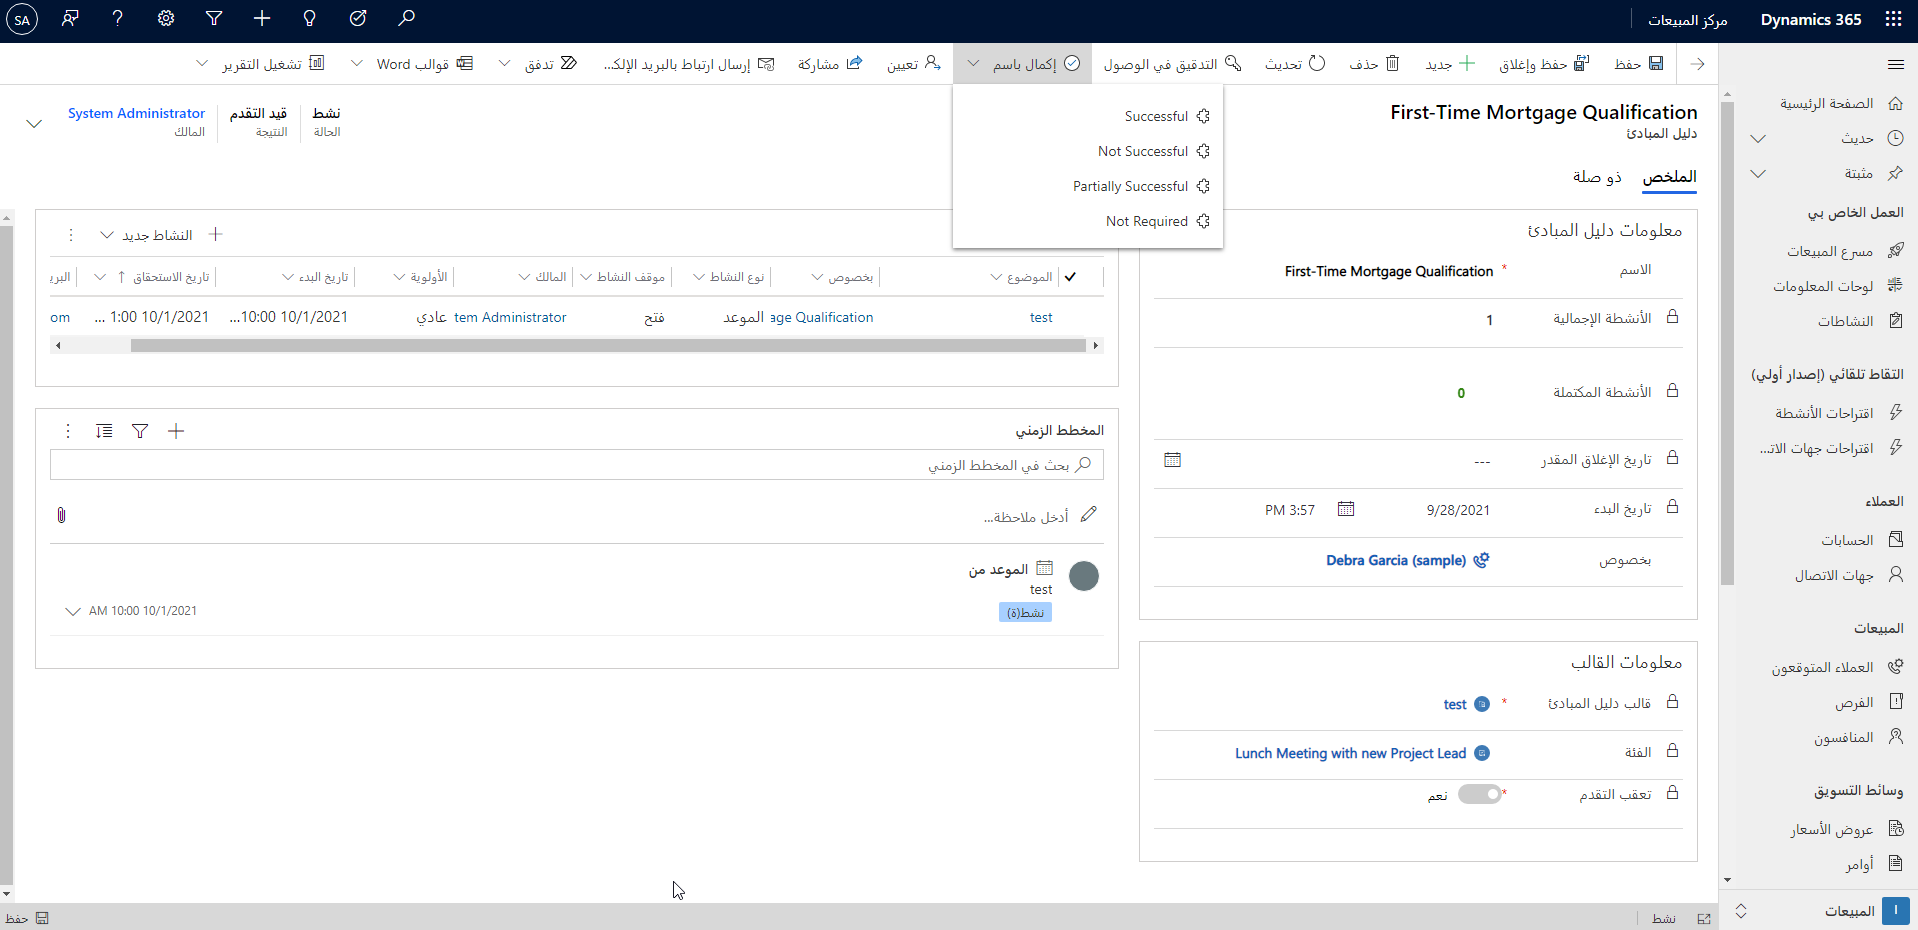 Dynamics 365
مركز المبيعات
SA
حفظ
حفظ وإغلاق
جديد
حذف
تحديث
التدقيق في الوصول
إكمال باسم
تعيين
مشاركة
إرسال ارتباط بالبريد الإلك...
تدفق
قوالب Word
تشغيل التقرير
Successful
Not Successful
Partially Successful
Not Required
First-Time Mortgage Qualification
دليل المبادئ
نشط
الحالة
قيد التقدم
النتيجة
System Administrator
المالك
الملخص
ذو صلة
معلومات دليل المبادئ
الاسم
* First-Time Mortgage Qualification
الأنشطة الإجمالية
1
الأنشطة المكتملة
0
تاريخ الإغلاق المقدر
---
تاريخ البدء
9/28/2021
3:57 PM
بخصوص
Debra Garcia (sample)
معلومات القالب
قالب دليل المبادئ
* test
الفئة
Lunch Meeting with new Project Lead
تعقب التقدم
* نعم
النشاط جديد
الموضوع
بخصوص
نوع النشاط
موقف النشاط
المالك
الأولوية
تاريخ البدء
تاريخ الاستحقاق
البري
test
age Qualification
الموعد
فتح
tem Administrator
عادي
10/1/2021 10:00...
10/1/2021 1:00 ...
om
المخطط الزمني
بحث في المخطط الزمني
أدخل ملاحظة...
الموعد من
test
نشط(ة)
10/1/2021 10:00 AM
الصفحة الرئيسية
حديث
مثبتة
العمل الخاص بي
مسرع المبيعات
لوحات المعلومات
النشاطات
التقاط تلقائي (إصدار أولي)
اقتراحات الأنشطة
اقتراحات جهات الات...
العملاء
الحسابات
جهات الاتصال
المبيعات
العملاء المتوقعون
الفرص
المنافسون
وسائط التسويق
عروض الأسعار
أوامر
ا
المبيعات
نشط
حفظ